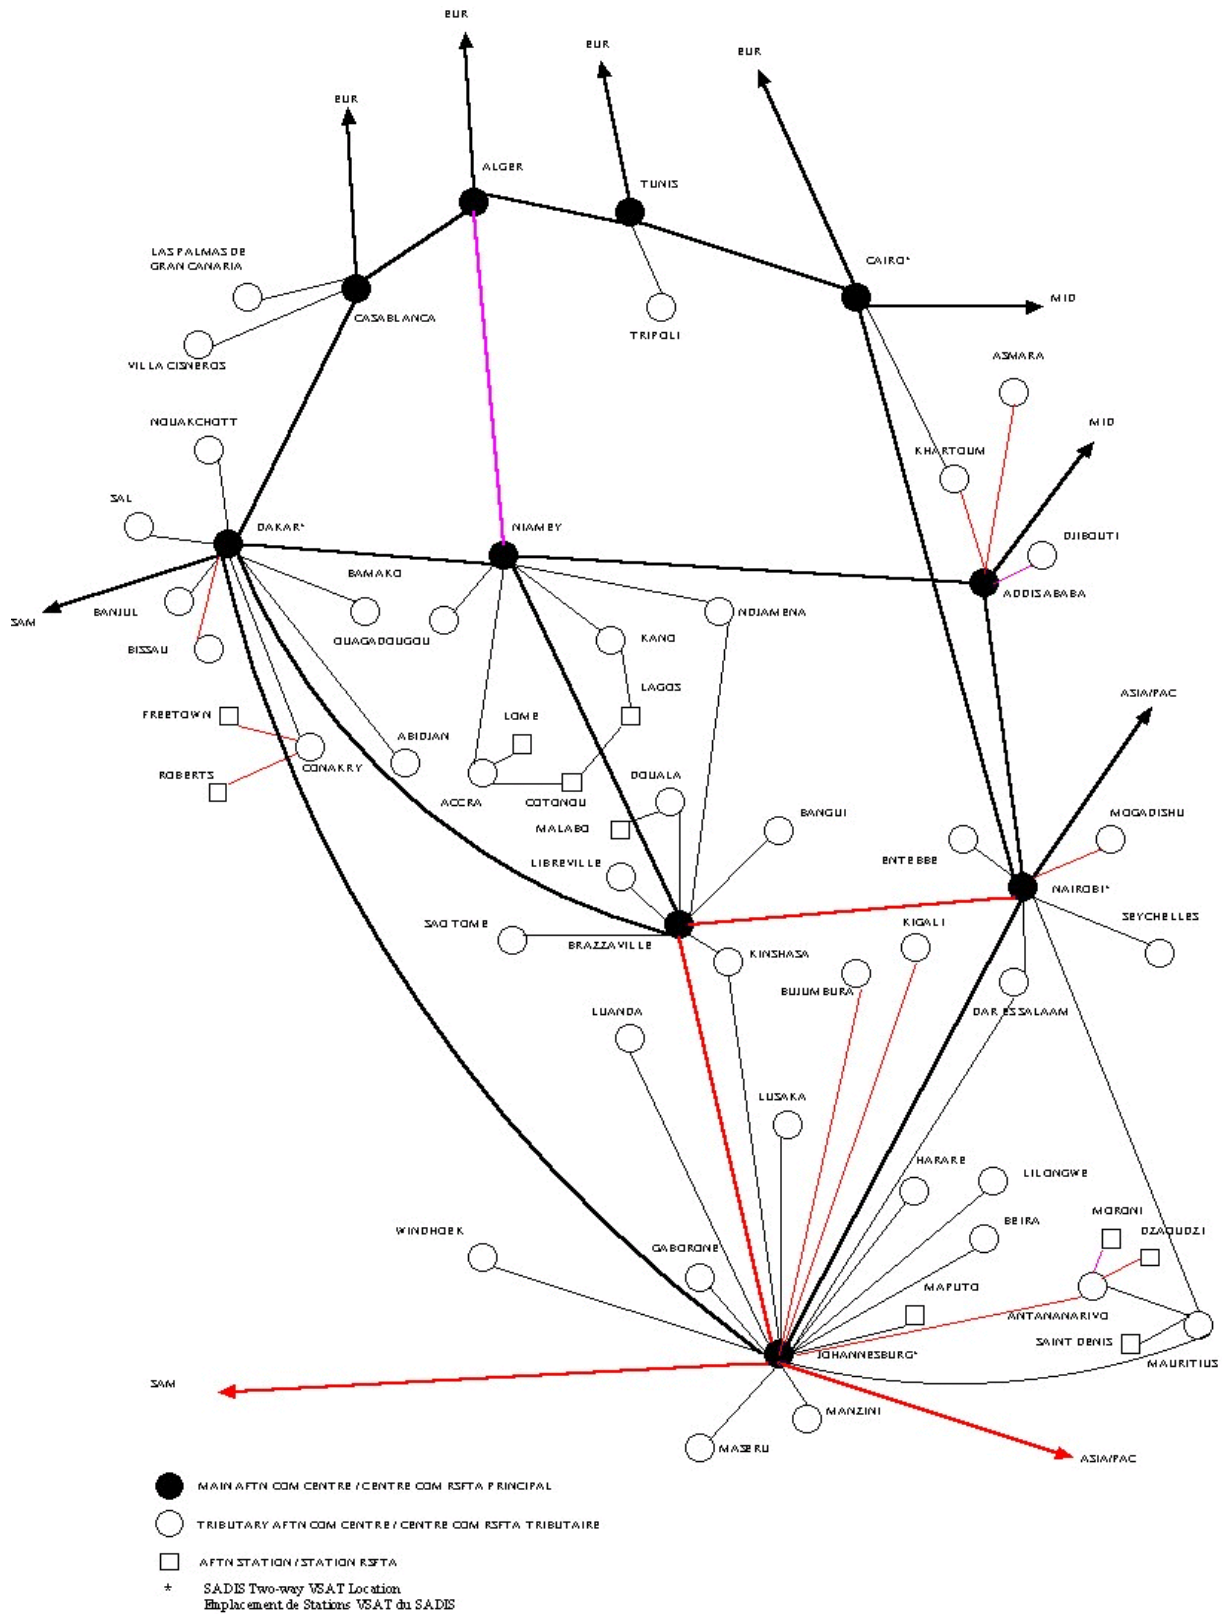 EUR
EUR
EUR
EUR
ALGER
TUNIS
LAS PALMAS DE
GRAN CANARIA
CAIRO*
MID
CASABLANCA
TRIPOLI
VILLA CISNEROS
ASMARA
NOUAKCHOTT
MID
KHARTOUM
SAL
DAKAR*
NIAMEY
DJIBOUTI
BAMAKO
ADDISABABA
SAM
BANJUL
OUAGADOUGOU
NDJAMENA
BISSAU
KANO
LAGOS
ASIA/PAC
FREETOWN
LOME
ABIDJAN
ROBERTS
CONAKRY
DOUALA
ACCRA
COTONOU
MALABO
BANGUI
MOGADISHU
LIBREVILLE
ENTEBBE
NAIROBI*
SAO TOME
BRAZZAVILLE
KIGALI
SEYCHELLES
KINSHASA
BUJUMBURA
LUANDA
DAR ES SALAAM
LUSAKA
HARARE
LILONGWE
WINDHOEK
BEIRA
MORONI
DZAOUDZI
GABORONE
MAPUTO
ANTANANARIVO
SAINT DENIS
JOHANNESBURG*
MAURITIUS
SAM
MANZINI
MASERU
ASIA/PAC
MAIN AFTN COM CENTRE / CENTRE COM RSFTA PRINCIPAL
TRIBUTARY AFTN COM CENTRE / CENTRE COM RSFTA TRIBUTAIRE
AFTN STATION / STATION RSFTA
* SADIS Two-way VSAT Location
Emplacement de Stations VSAT du SADIS